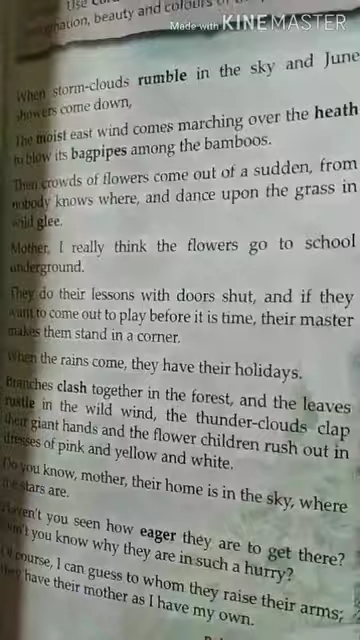 Use
Made with KINEMASTER
ination, beauty and colours of
When storm-clouds rumble in the sky and June
showers come down,
The moist east wind comes marching over the heath
to blow its bagpipes among the bamboos.
Then crowds of flowers come out of a sudden, from
nobody knows where, and dance upon the grass in
wild glee.
Mother, I really think the flowers go to school
underground.
They do their lessons with doors shut, and if they
want to come out to play before it is time, their master
makes them stand in a corner.
When the rains come, they have their holidays.
Branches clash together in the forest, and the leaves
rustle in the wild wind, the thunder-clouds clap
their giant hands and the flower children rush out in
dresses of pink and yellow and white.
Do you know, mother, their home is in the sky, where
the stars are.
Haven't you seen how eager they are to get there?
Don't you know why they are in such a hurry?
Of course, I can guess to whom they raise their arms;
they have their mother as I have my own.